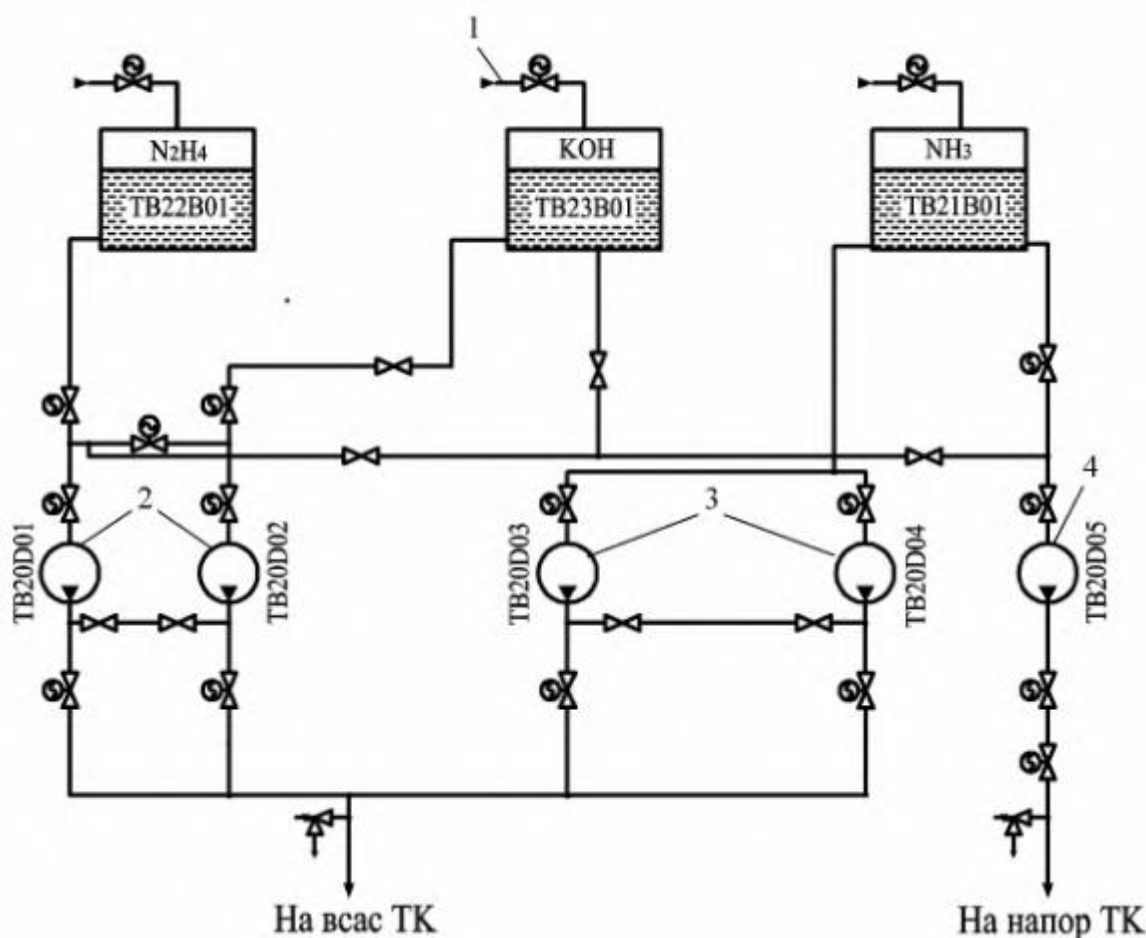 1
N₂H₄
KOH
NH₃
TB22B01
TB23B01
TB21B01
2
3
4
TB20D01
TB20D02
TB20D03
TB20D04
TB20D05
На всас ТК
На напор ТК